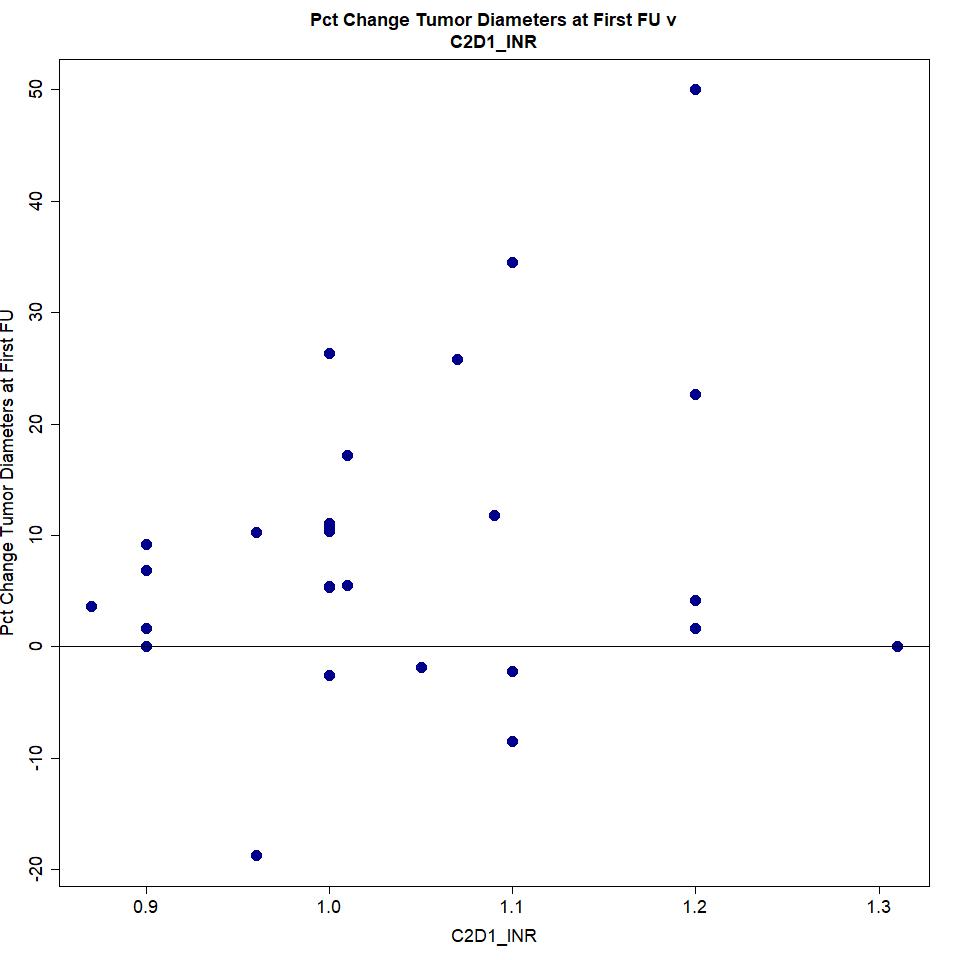 Pct Change Tumor Diameters at First FU v
C2D1_INR
Pct Change Tumor Diameters at First FU
50
40
30
20
10
0
-10
-20
0.9 1.0 1.1 1.2 1.3
C2D1_INR